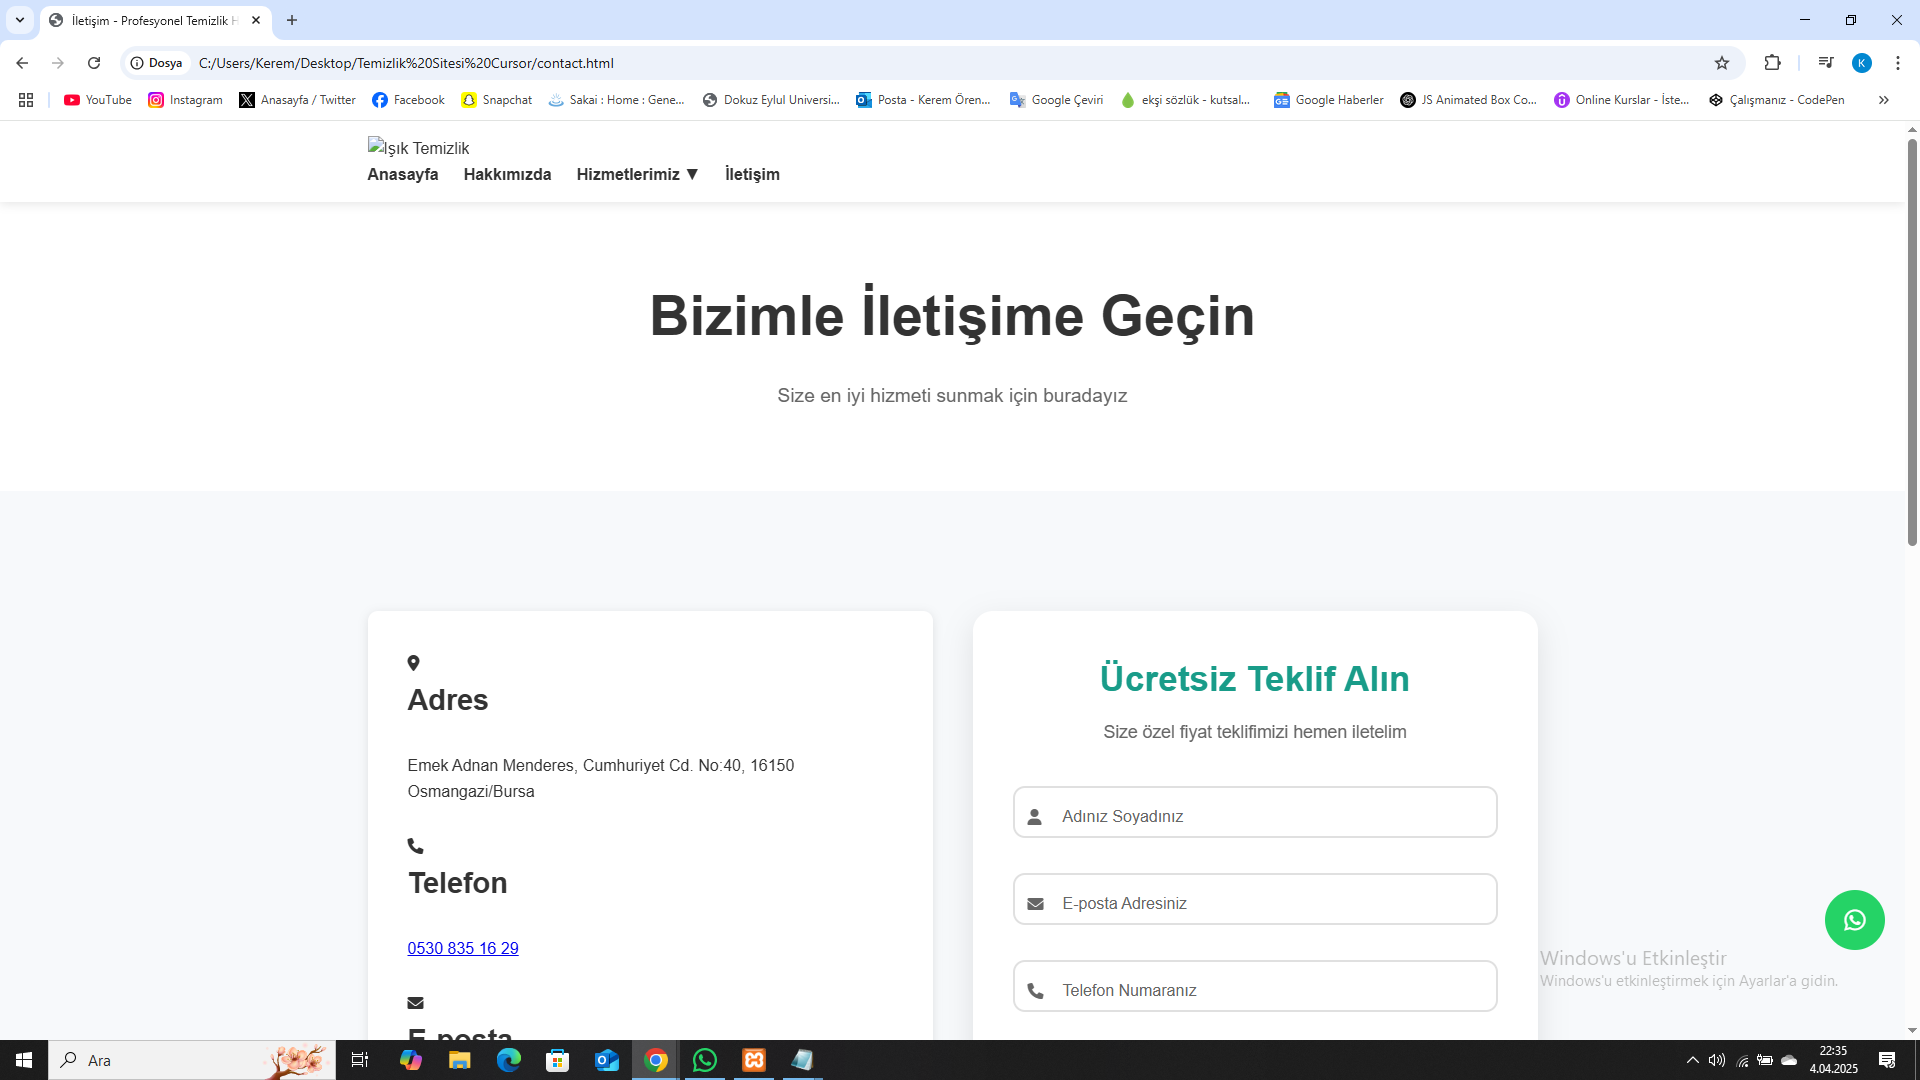 İletişim - Profesyonel Temizlik H
Dosya
C:/Users/Kerem/Desktop/Temizlik%20Sitesi%20Cursor/contact.html
K
YouTube
Instagram
Anasayfa / Twitter
Facebook
Snapchat
Sakai : Home : Gene...
Dokuz Eylul Universi...
Posta - Kerem Ören...
Google Çeviri
ekşi sözlük - kutsal...
Google Haberler
JS Animated Box Co...
Online Kurslar - İste...
Çalışmanız - CodePen
Işık Temizlik
Anasayfa
Hakkımızda
Hizmetlerimiz ▼
İletişim
Bizimle İletişime Geçin
Size en iyi hizmeti sunmak için buradayız
Adres
Emek Adnan Menderes, Cumhuriyet Cd. No:40, 16150
Osmangazi/Bursa
Telefon
0530 835 16 29
E-posta
Ücretsiz Teklif Alın
Size özel fiyat teklifimizi hemen iletelim
Adınız Soyadınız
E-posta Adresiniz
Telefon Numaranız
Windows'u Etkinleştir
Windows'u etkinleştirmek için Ayarlar'a gidin.
Ara
22:35
4.04.2025